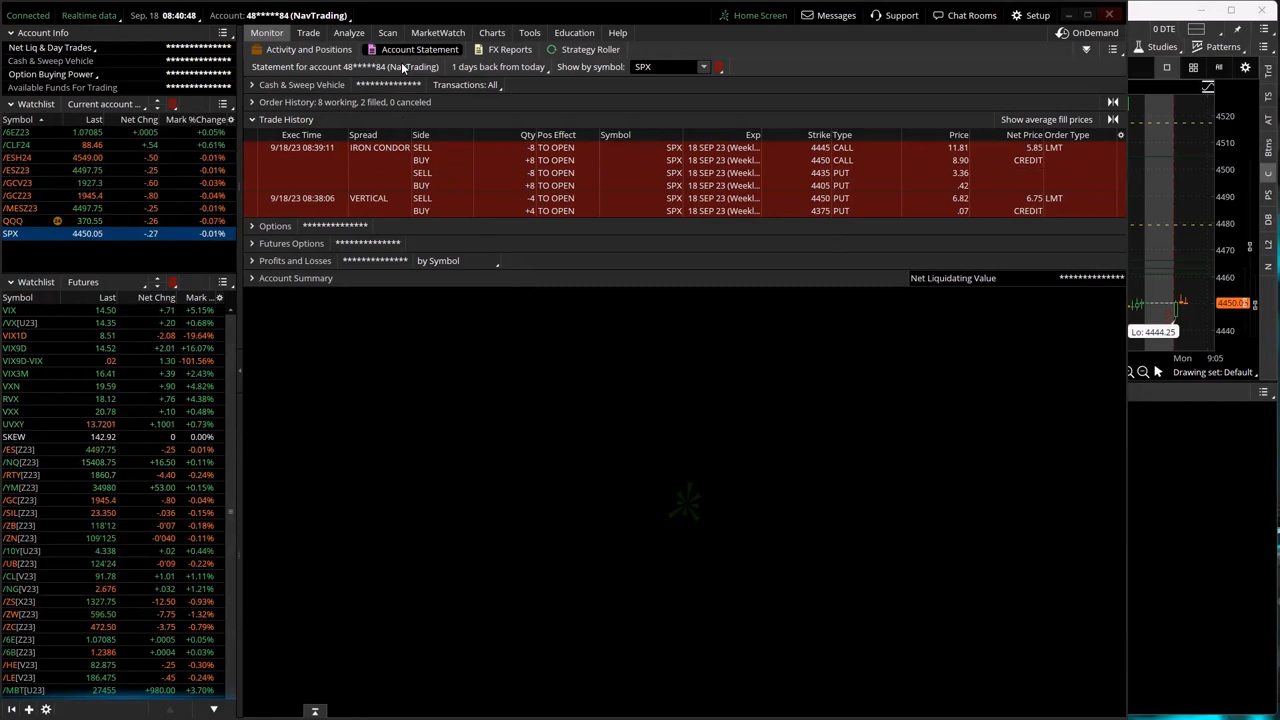 Connected Realtime data Sep, 18 08:40:48 Account: 48*****84 (NavTrading) Home Screen Messages Support Chat Rooms Setup
Account Info
Net Liq & Day Trades **************
Cash & Sweep Vehicle **************
Option Buying Power **************
Available Funds For Trading **************
Watchlist Current account ...
Symbol Last Net Chng Mark %Change
/6EZ23 1.07085 +.0005 +0.05%
/CLF24 88.46 +.54 +0.61%
/ESH24 4549.00 -.25 -0.01%
/ESZ23 4497.75 -.25 -0.01%
/GCV23 1927.3 -.60 -0.03%
/GCZ23 1945.4 -.80 -0.04%
/MESZ23 4497.75 -.25 -0.01%
QQQ 370.55 -.26 -0.07%
SPX 4450.05 -.27 -0.01%
Watchlist Futures
Symbol Last Net Chng Mark ...
VIX 14.50 +.71 +5.15%
/VX[U23] 14.35 +.20 +0.68%
VIX1D 8.51 -2.08 -19.64%
VIX9D 14.52 +2.01 +16.07%
VIX9D-VIX .02 1.30 -101.56%
VIX3M 16.41 +.39 +2.43%
VXN 19.59 +.90 +4.82%
RVX 18.12 +.76 +4.38%
VXX 20.78 +.10 +0.48%
UVXY 13.7201 +.1001 +0.73%
SKEW 142.92 0 0.00%
/ES[Z23] 4497.75 -.25 -0.01%
/NQ[Z23] 15408.75 +16.50 +0.11%
/RTY[Z23] 1860.7 -4.40 -0.24%
/YM[Z23] 34980 +53.00 +0.15%
/GC[Z23] 1945.4 -.80 -0.04%
/SIL[Z23] 23.350 -.036 -0.15%
/ZB[Z23] 118'12 -0'07 -0.18%
/ZN[Z23] 109'125 -0'040 -0.11%
/10Y[U23] 4.338 +.02 +0.44%
/UB[Z23] 124'24 -0'09 -0.22%
/CL[V23] 91.78 +1.01 +1.11%
/NG[V23] 2.676 +.032 +1.21%
/ZS[X23] 1327.75 -12.50 -0.93%
/ZW[Z23] 596.50 -7.75 -1.32%
/ZC[Z23] 472.50 -3.75 -0.79%
/6E[Z23] 1.07085 +.0005 +0.05%
/6B[Z23] 1.2386 +.0004 +0.03%
/HE[V23] 82.875 -.25 -0.30%
/LE[V23] 186.475 -.45 -0.24%
/MBT[U23] 27455 +980.00 +3.70%
Monitor Trade Analyze Scan MarketWatch Charts Tools Education Help OnDemand
Activity and Positions Account Statement FX Reports Strategy Roller
Statement for account 48*****84 (NavTrading) 1 days back from today Show by symbol: SPX
Cash & Sweep Vehicle ************** Transactions: All
Order History: 8 working, 2 filled, 0 canceled
Trade History Show average fill prices
Exec Time Spread Side Qty Pos Effect Symbol Exp Strike Type Price Net Price Order Type
9/18/23 08:39:11 IRON CONDOR SELL -8 TO OPEN SPX 18 SEP 23 (Weekl... 4445 CALL 11.81 5.85 LMT
BUY +8 TO OPEN SPX 18 SEP 23 (Weekl... 4450 CALL 8.90 CREDIT
SELL -8 TO OPEN SPX 18 SEP 23 (Weekl... 4435 PUT 3.36
BUY +8 TO OPEN SPX 18 SEP 23 (Weekl... 4405 PUT .42
9/18/23 08:38:06 VERTICAL SELL -4 TO OPEN SPX 18 SEP 23 (Weekl... 4450 PUT 6.82 6.75 LMT
BUY +4 TO OPEN SPX 18 SEP 23 (Weekl... 4375 PUT .07 CREDIT
Options **************
Futures Options **************
Profits and Losses ************** by Symbol
Account Summary Net Liquidating Value **************
0 DTE
Studies Patterns
All
4520
4490
4480
4470
4460
4450.05
4440
Lo: 4444.25
Mon 9:05
Drawing set: Default
Trd
TS
AT
Btns
C
PS
DB
L2
N